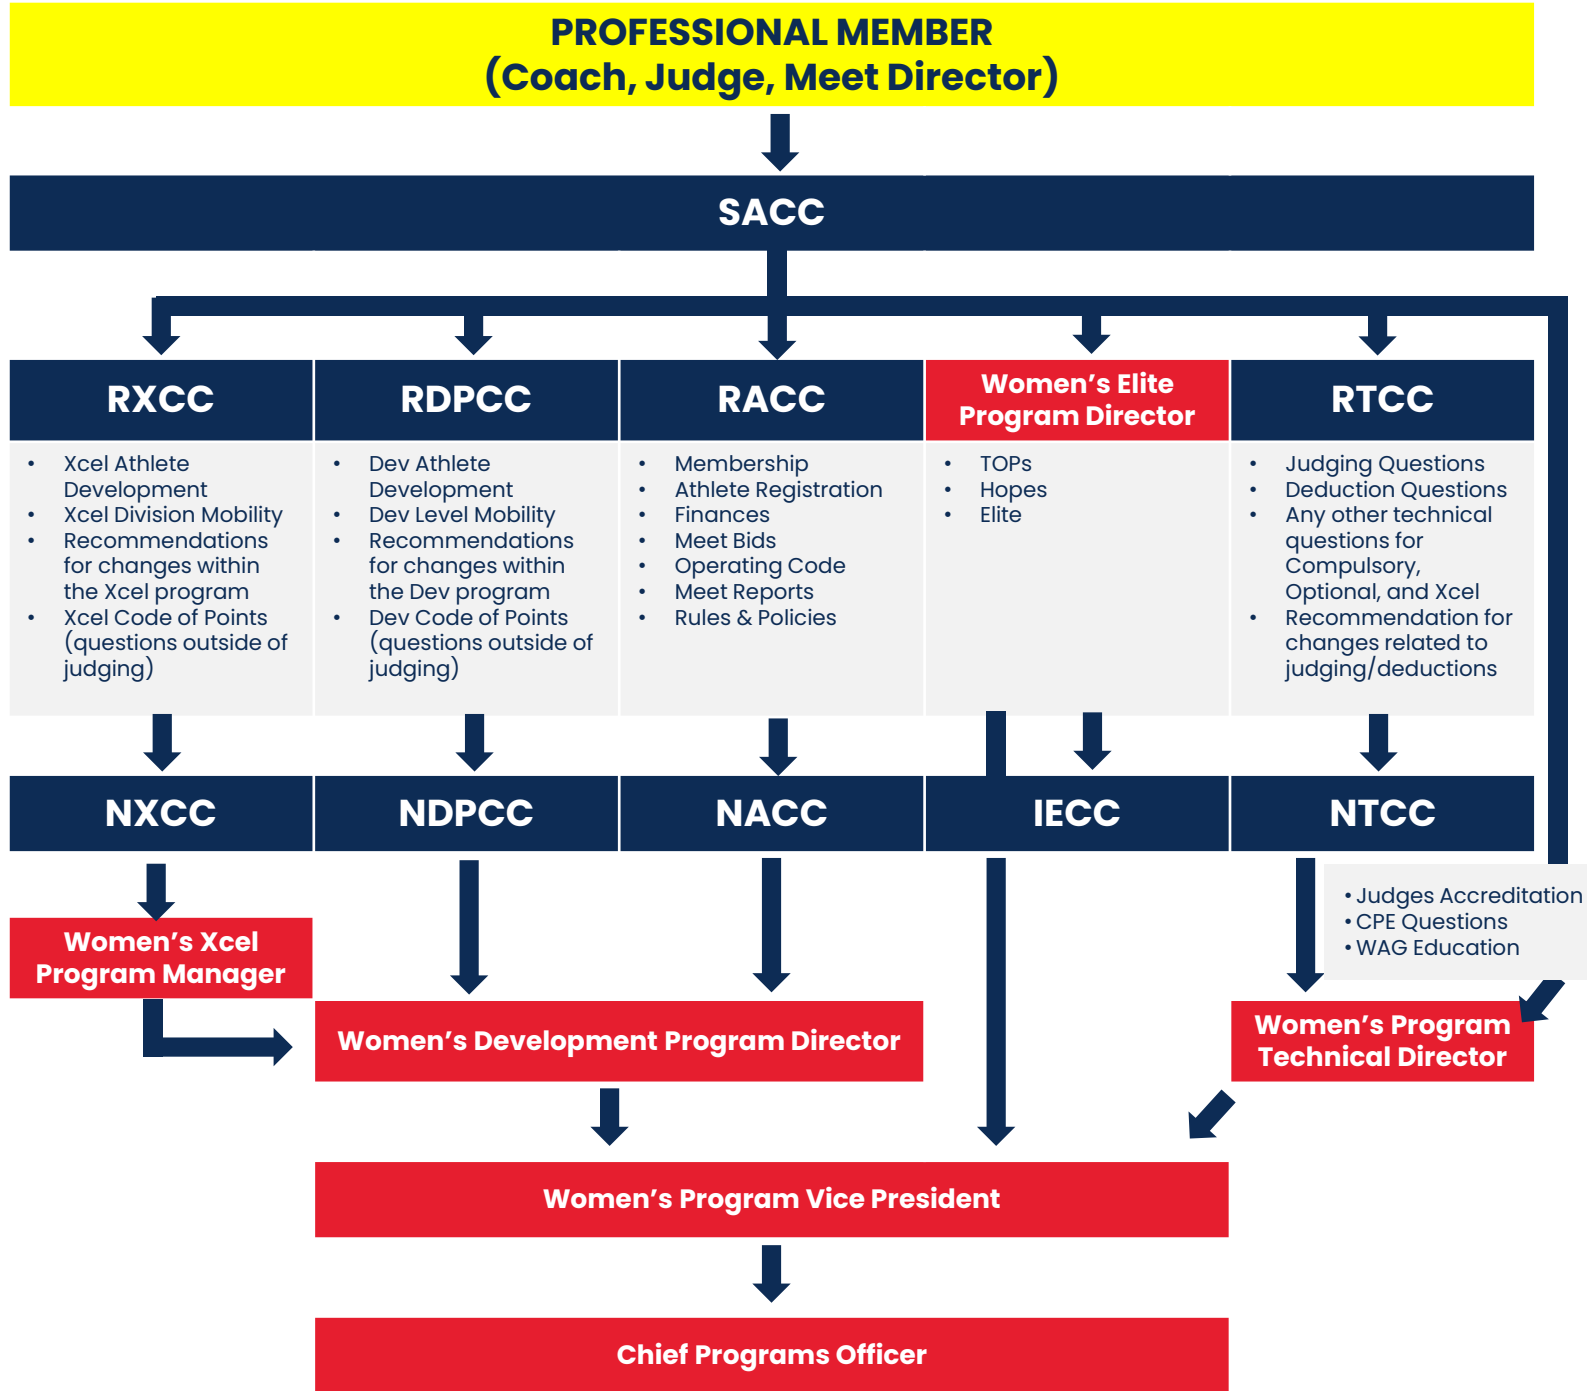 PROFESSIONAL MEMBER
(Coach, Judge, Meet Director)
SACC
RXCC
• Xcel Athlete
Development
• Xcel Division Mobility
• Recommendations
for changes within
the Xcel program
• Xcel Code of Points
(questions outside of
judging)
RDPCC
• Dev Athlete
Development
• Dev Level Mobility
• Recommendations
for changes within
the Dev program
• Dev Code of Points
(questions outside of
judging)
RACC
• Membership
• Athlete Registration
• Finances
• Meet Bids
• Operating Code
• Meet Reports
• Rules & Policies
Women's Elite
Program Director
• TOPs
• Hopes
• Elite
RTCC
• Judging Questions
• Deduction Questions
• Any other technical
questions for
Compulsory,
Optional, and Xcel
• Recommendation for
changes related to
judging/deductions
NXCC
NDPCC
NACC
IECC
NTCC
• Judges Accreditation
• CPE Questions
• WAG Education
Women's Xcel
Program Manager
Women's Development Program Director
Women's Program
Technical Director
Women's Program Vice President
Chief Programs Officer